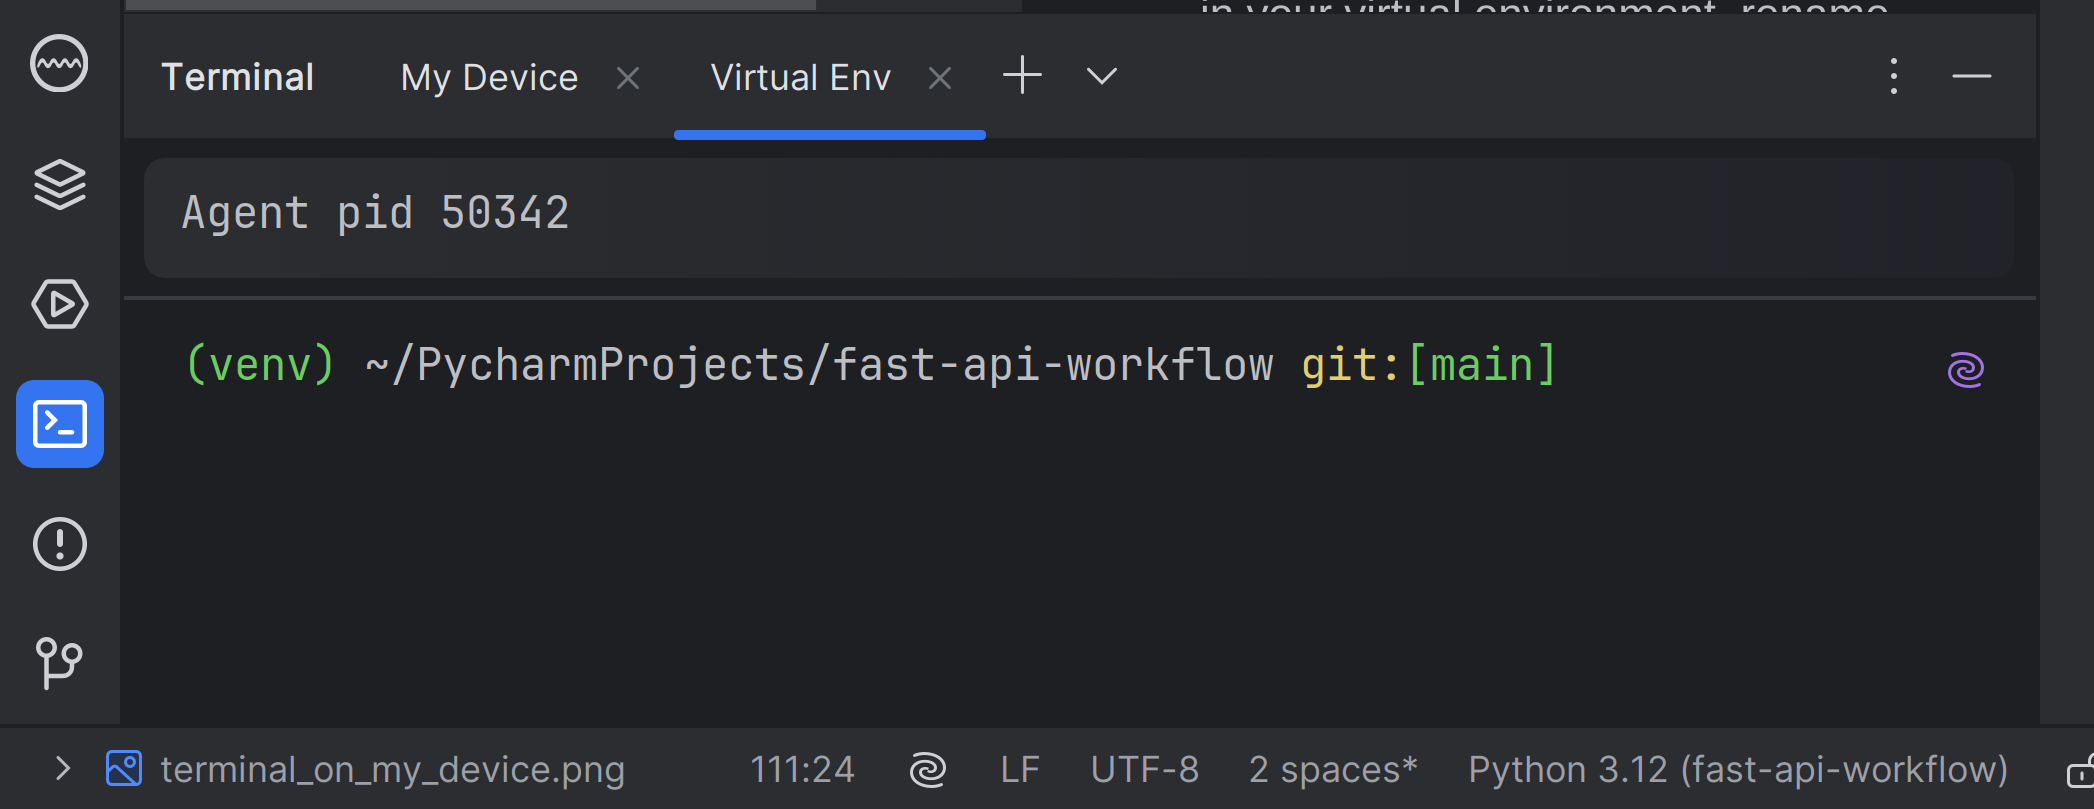 in your virtual environment, rename
Terminal My Device Virtual Env
Agent pid 50342
(venv) ~/PycharmProjects/fast-api-workflow git:[main]
terminal_on_my_device.png 111:24 LF UTF-8 2 spaces* Python 3.12 (fast-api-workflow)